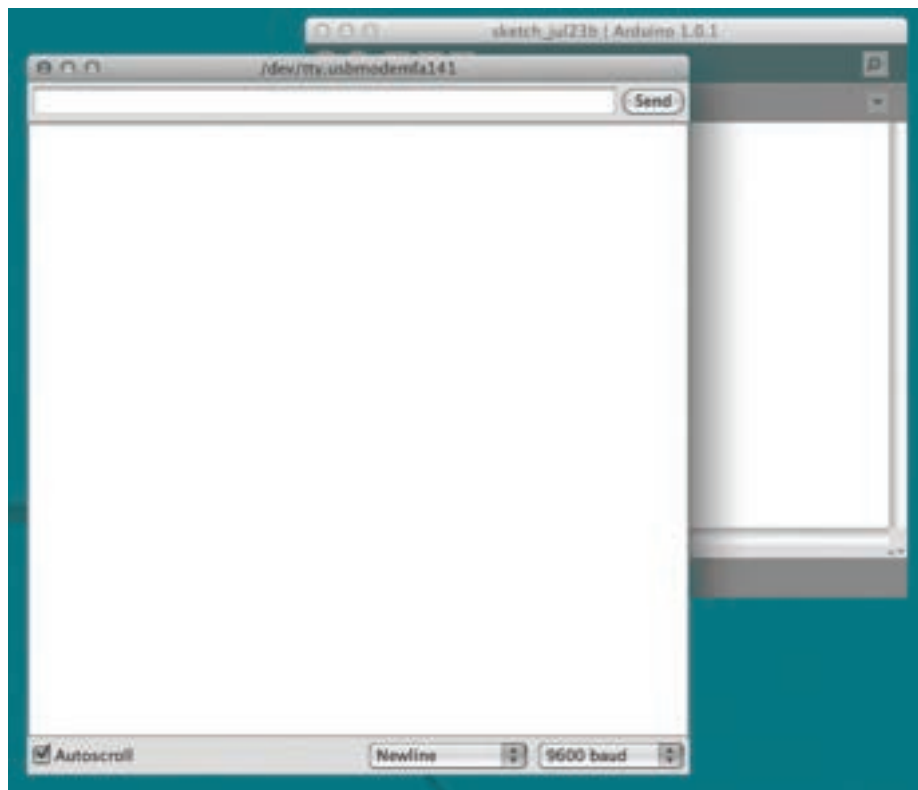 sketch_jul23b | Arduino 1.0.1
/dev/tty.usbmodemfa141
Send
Autoscroll
Newline
9600 baud